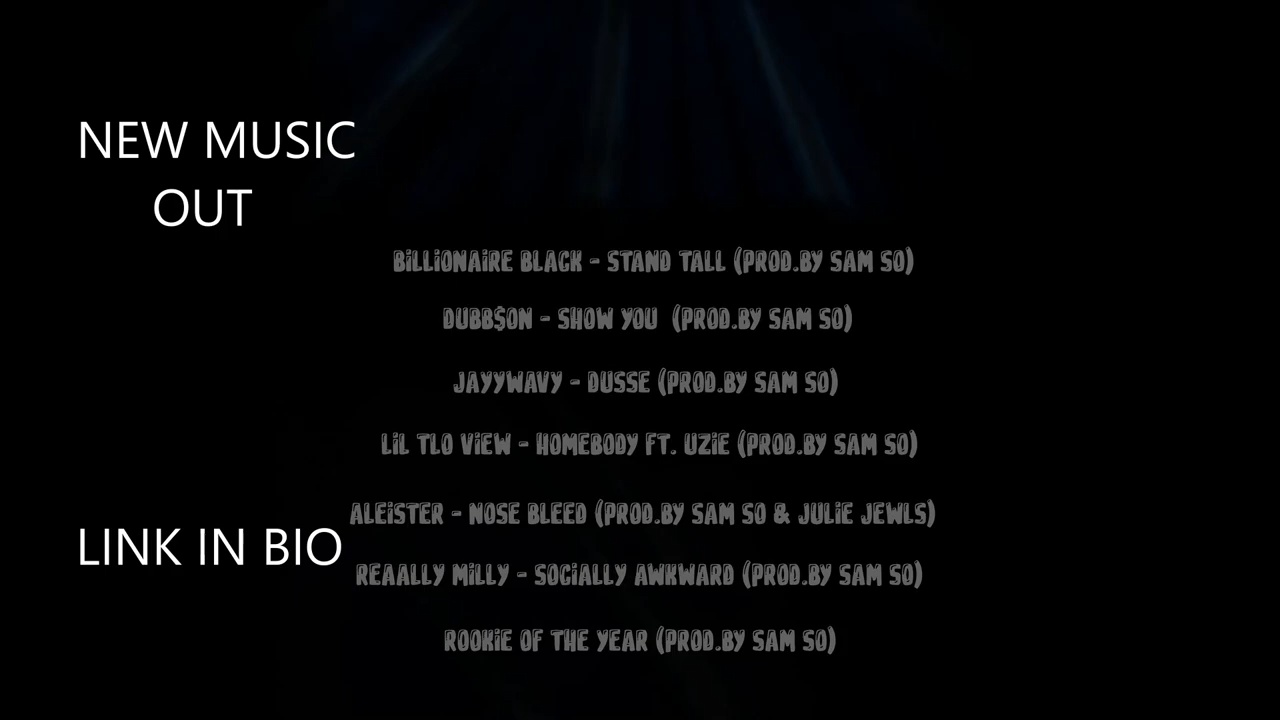 NEW MUSIC
OUT
BiLLiONAiRE BLACK - STAND TALL (PROD.BY SAM SO)
DUBB$ON - SHOW YOU (PROD.BY SAM SO)
JAYYWAVY - DUSSE (PROD.BY SAM SO)
LiL TLO ViEW - HOMEBODY FT. UZiE (PROD.BY SAM SO)
ALEiSTER - NOSE BLEED (PROD.BY SAM SO & JULiE JEWLS)
LINK IN BIO
REAALLY MiLLY - SOCiALLY AWKWARD (PROD.BY SAM SO)
ROOKiE OF THE YEAR (PROD.BY SAM SO)